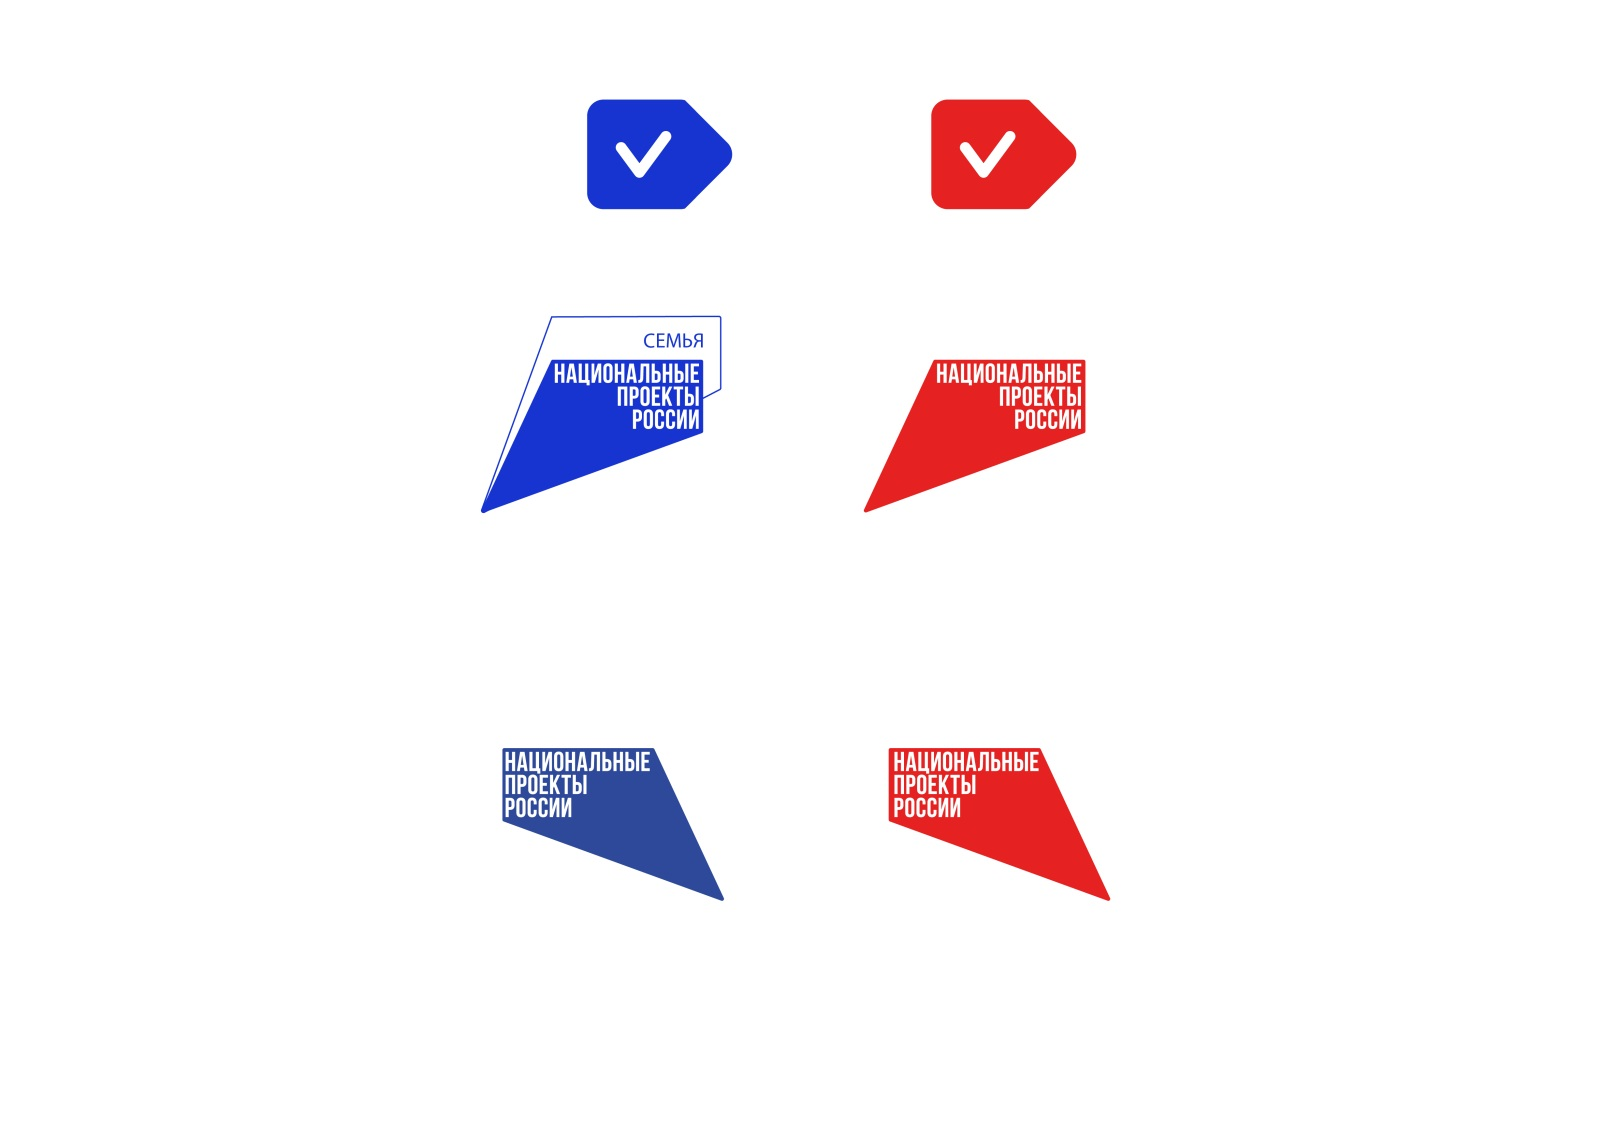 СЕМЬЯ
НАЦИОНАЛЬНЫЕ
ПРОЕКТЫ
РОССИИ
НАЦИОНАЛЬНЫЕ
ПРОЕКТЫ
РОССИИ
НАЦИОНАЛЬНЫЕ
ПРОЕКТЫ
РОССИИ
НАЦИОНАЛЬНЫЕ
ПРОЕКТЫ
РОССИИ